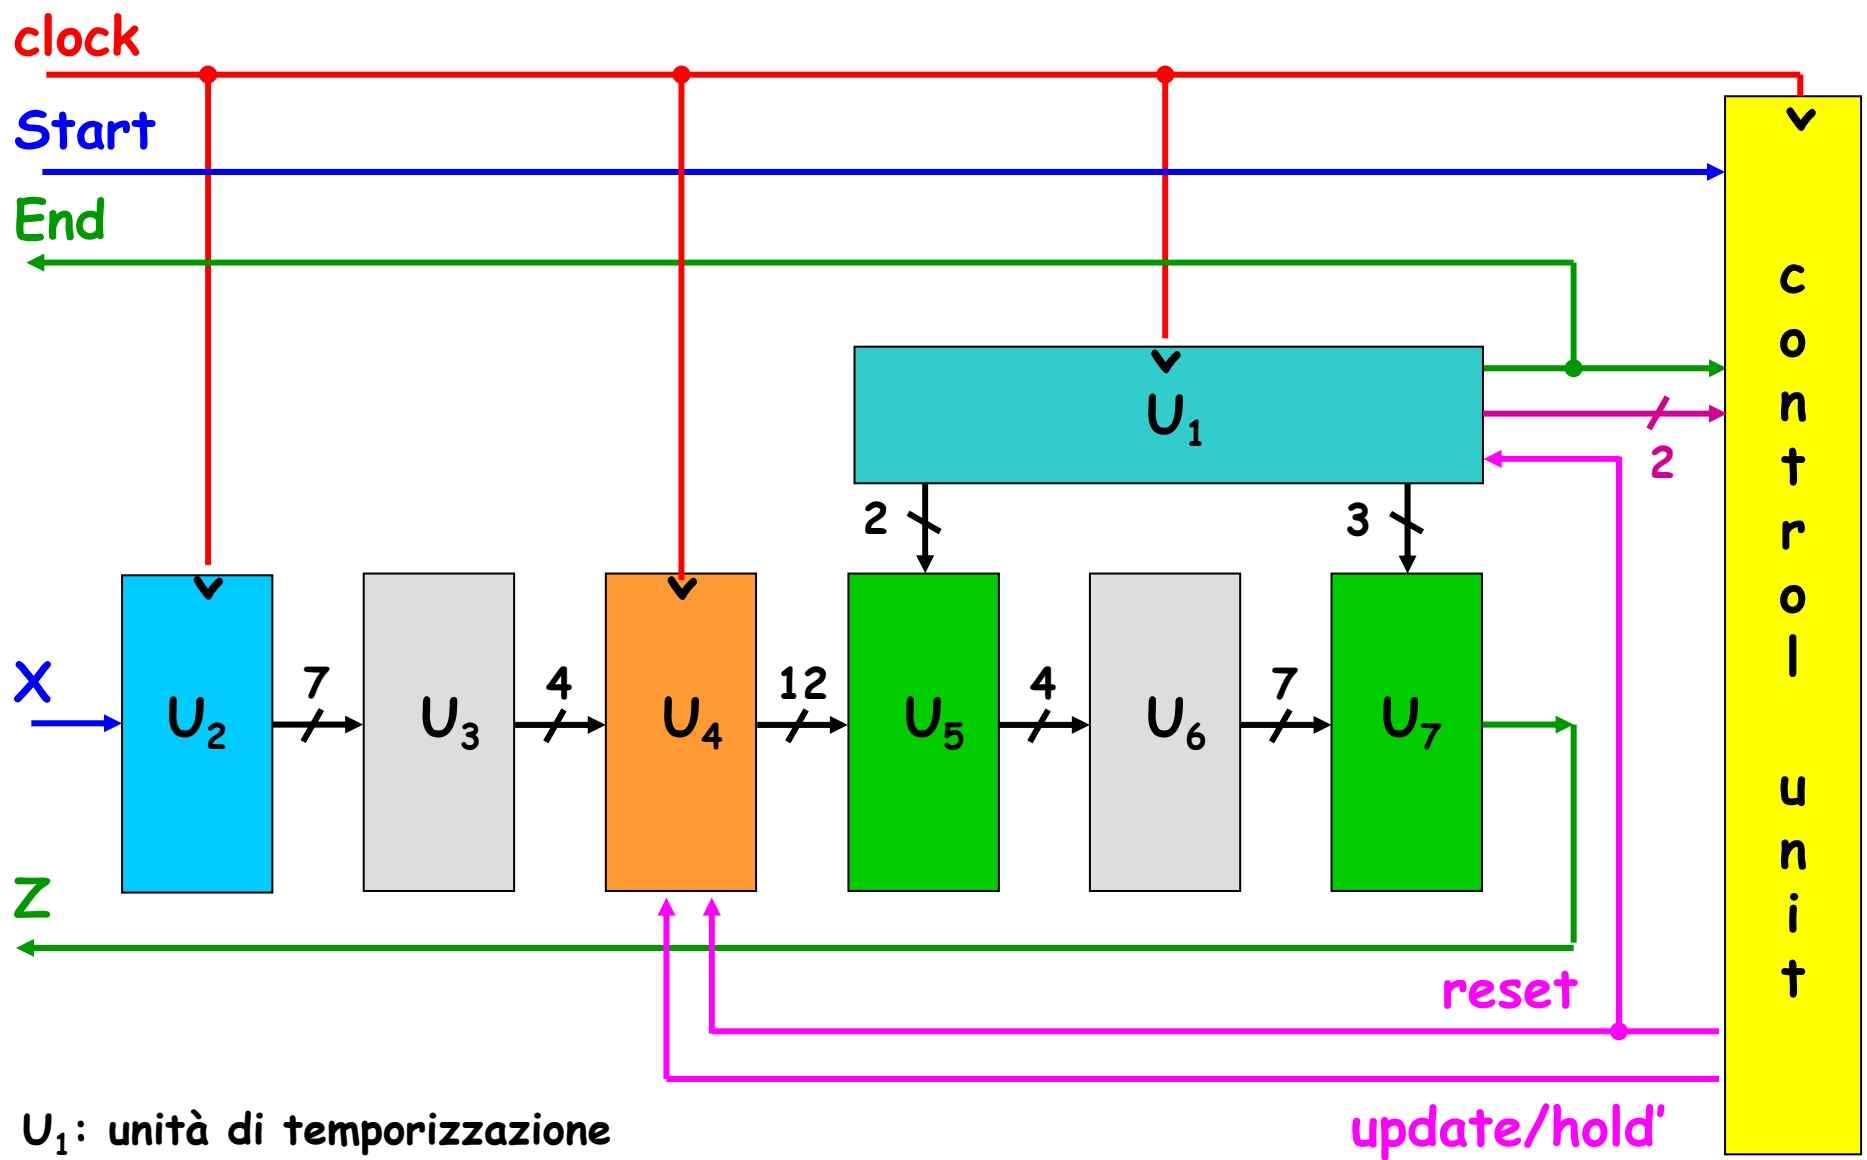 clock
Start
End
control unit
U₁
2
2
3
X
7
4
12
4
7
U₂
U₃
U₄
U₅
U₆
U₇
Z
reset
update/hold'
U₁: unità di temporizzazione